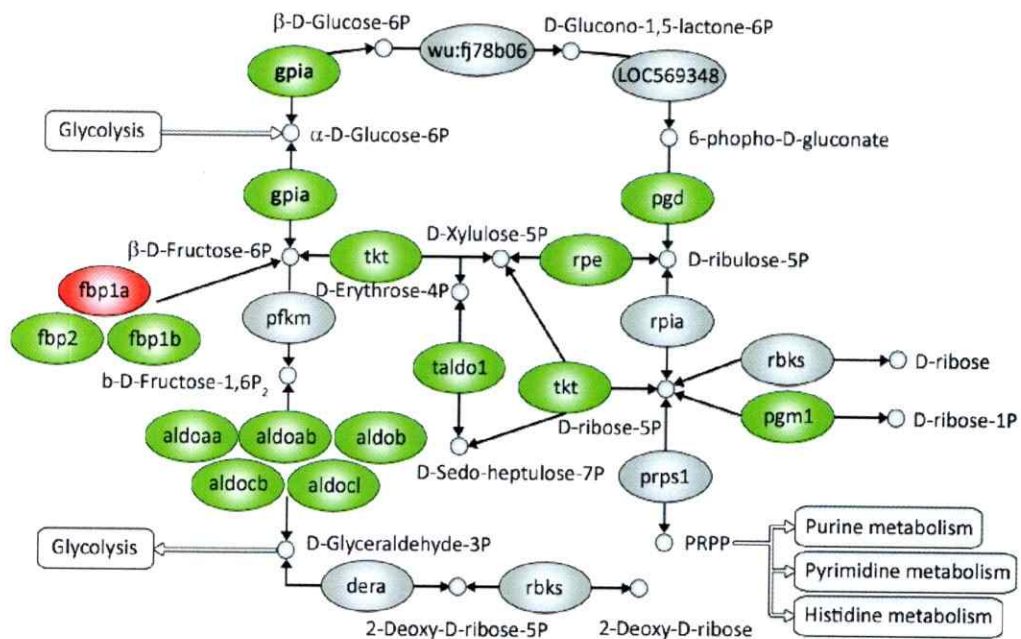 β-D-Glucose-6P
D-Glucono-1,5-lactone-6P
gpia
wu:fj78b06
LOC569348
Glycolysis
α-D-Glucose-6P
6-phopho-D-gluconate
gpia
pgd
β-D-Fructose-6P
tkt
D-Xylulose-5P
rpe
D-ribulose-5P
fbp1a
D-Erythrose-4P
fbp2
fbp1b
pfkm
rpia
b-D-Fructose-1,6P₂
taldo1
tkt
rbks
D-ribose
aldoaa
aldoab
aldob
D-ribose-5P
pgm1
D-ribose-1P
aldocb
aldocl
D-Sedo-heptulose-7P
prps1
Glycolysis
D-Glyceraldehyde-3P
PRPP
Purine metabolism
Pyrimidine metabolism
Histidine metabolism
dera
rbks
2-Deoxy-D-ribose-5P
2-Deoxy-D-ribose